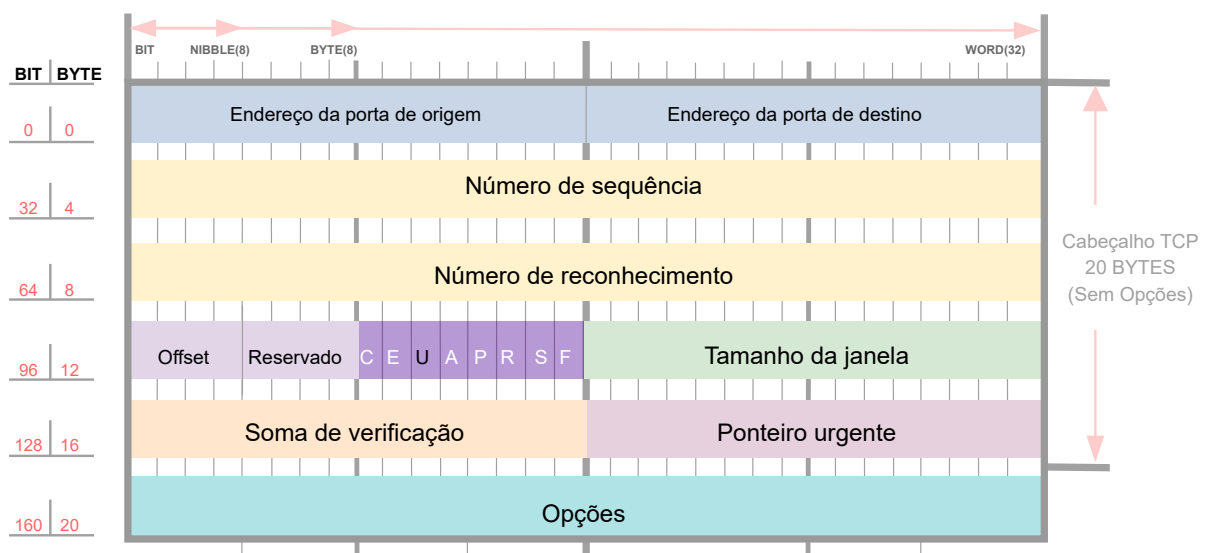 BIT NIBBLE(8) BYTE(8) WORD(32)
BIT BYTE
Endereço da porta de origem Endereço da porta de destino
0 0
Número de sequência
32 4
Número de reconhecimento
64 8
Offset Reservado C E U A P R S F Tamanho da janela
96 12
Soma de verificação Ponteiro urgente
128 16
Opções
160 20
Cabeçalho TCP
20 BYTES
(Sem Opções)